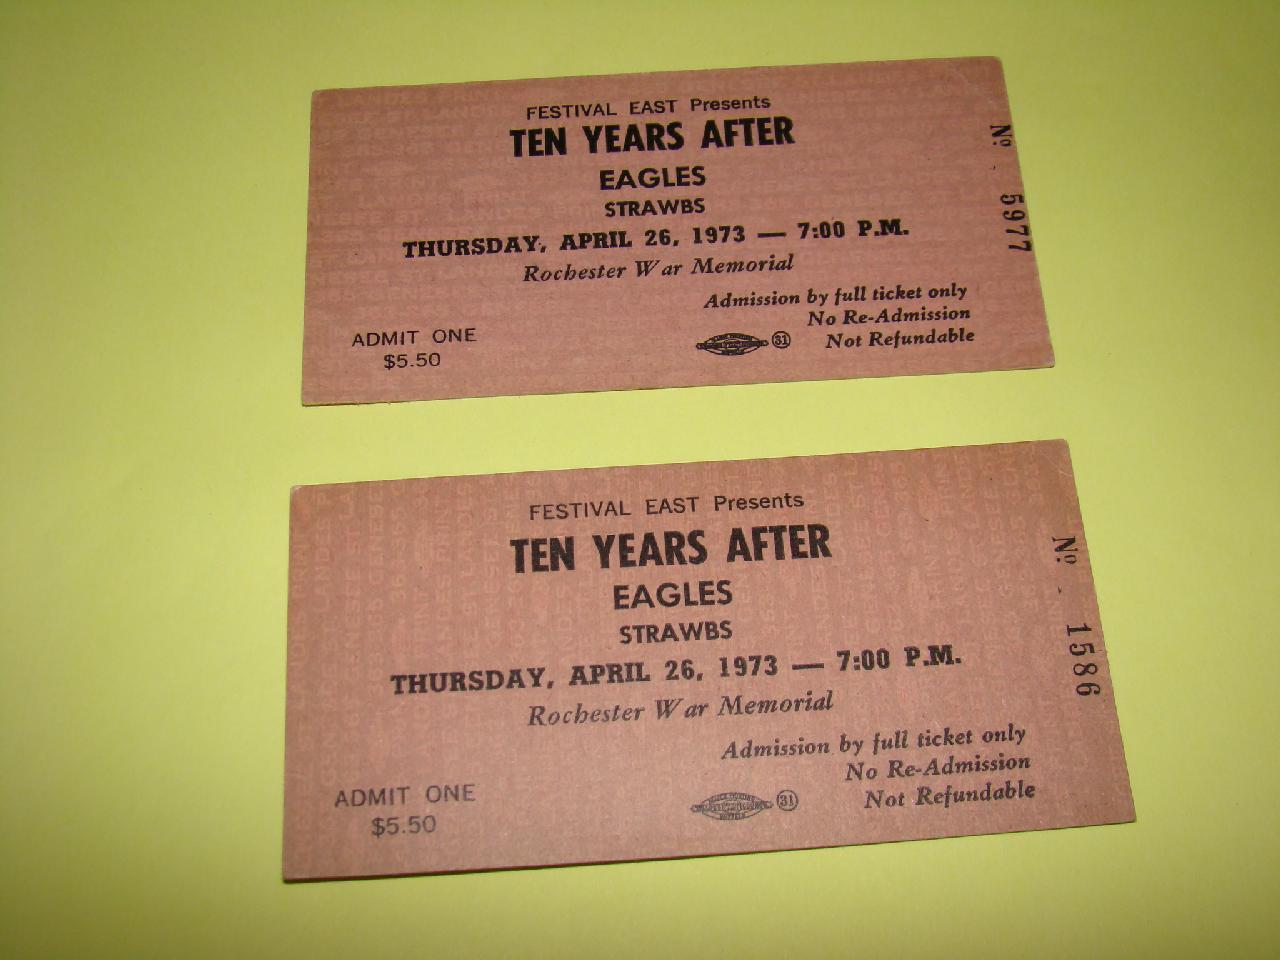 FESTIVAL EAST Presents
TEN YEARS AFTER
EAGLES
STRAWBS
THURSDAY, APRIL 26, 1973 — 7:00 P.M.
Rochester War Memorial
Admission by full ticket only
No Re-Admission
Not Refundable
ADMIT ONE
$5.50
31
No. 5977
FESTIVAL EAST Presents
TEN YEARS AFTER
EAGLES
STRAWBS
THURSDAY, APRIL 26, 1973 — 7:00 P.M.
Rochester War Memorial
Admission by full ticket only
No Re-Admission
Not Refundable
ADMIT ONE
$5.50
31
No. 1586